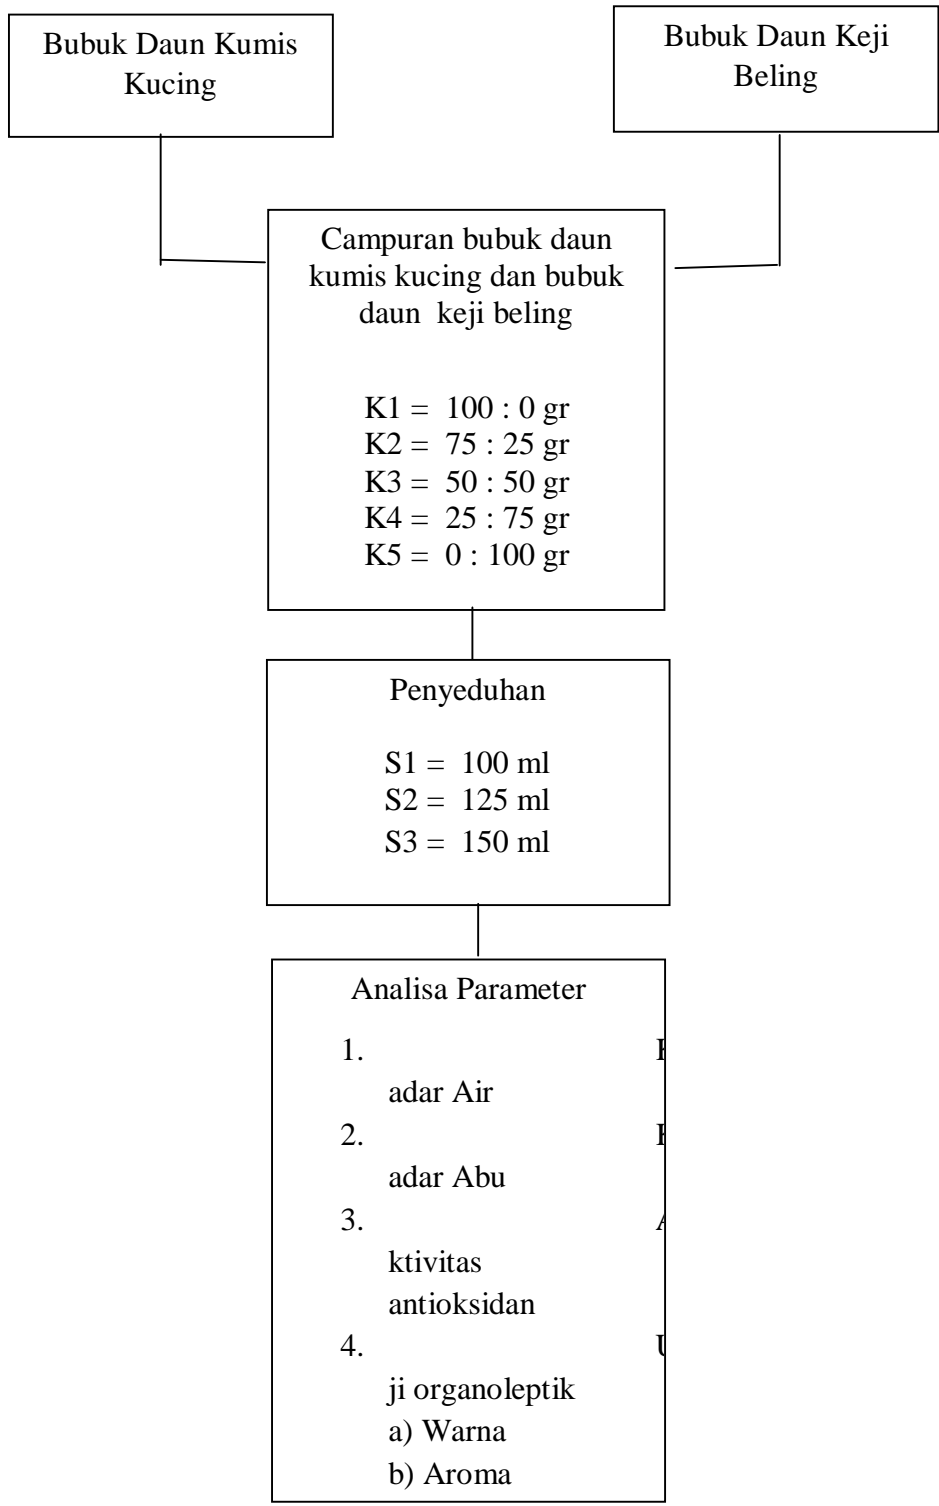 Bubuk Daun Kumis
Kucing
Bubuk Daun Keji
Beling
Campuran bubuk daun
kumis kucing dan bubuk
daun keji beling
K1 = 100 : 0 gr
K2 = 75 : 25 gr
K3 = 50 : 50 gr
K4 = 25 : 75 gr
K5 = 0 : 100 gr
Penyeduhan
S1 = 100 ml
S2 = 125 ml
S3 = 150 ml
Analisa Parameter
1. K
adar Air
2. K
adar Abu
3. A
ktivitas
antioksidan
4. U
ji organoleptik
a) Warna
b) Aroma